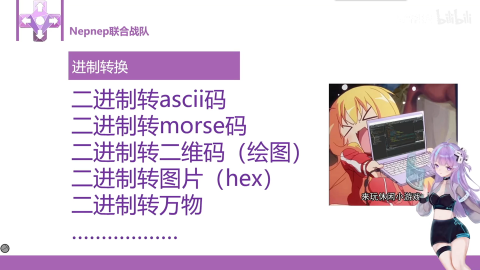 Nepnep联合战队
bilibili
进制转换
二进制转ascii码
二进制转morse码
二进制转二维码（绘图）
二进制转图片（hex）
二进制转万物
………………
来玩休闲小游戏